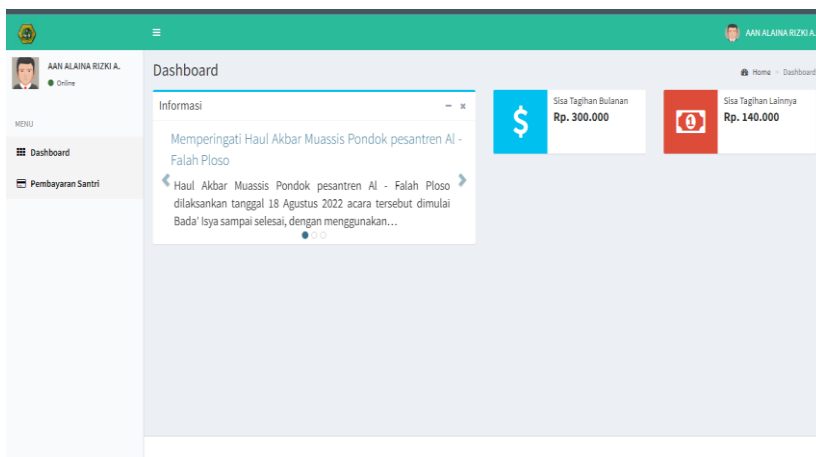 AAN ALAINA RIZKI A.
AAN ALAINA RIZKI A.
Online
MENU
Dashboard
Pembayaran Santri
Dashboard
Home > Dashboard
Informasi
Memperingati Haul Akbar Muassis Pondok pesantren Al -
Falah Ploso
Haul Akbar Muassis Pondok pesantren Al - Falah Ploso
dilaksankan tanggal 18 Agustus 2022 acara tersebut dimulai
Bada' Isya sampai selesai, dengan menggunakan...
Sisa Tagihan Bulanan
Rp. 300.000
Sisa Tagihan Lainnya
Rp. 140.000